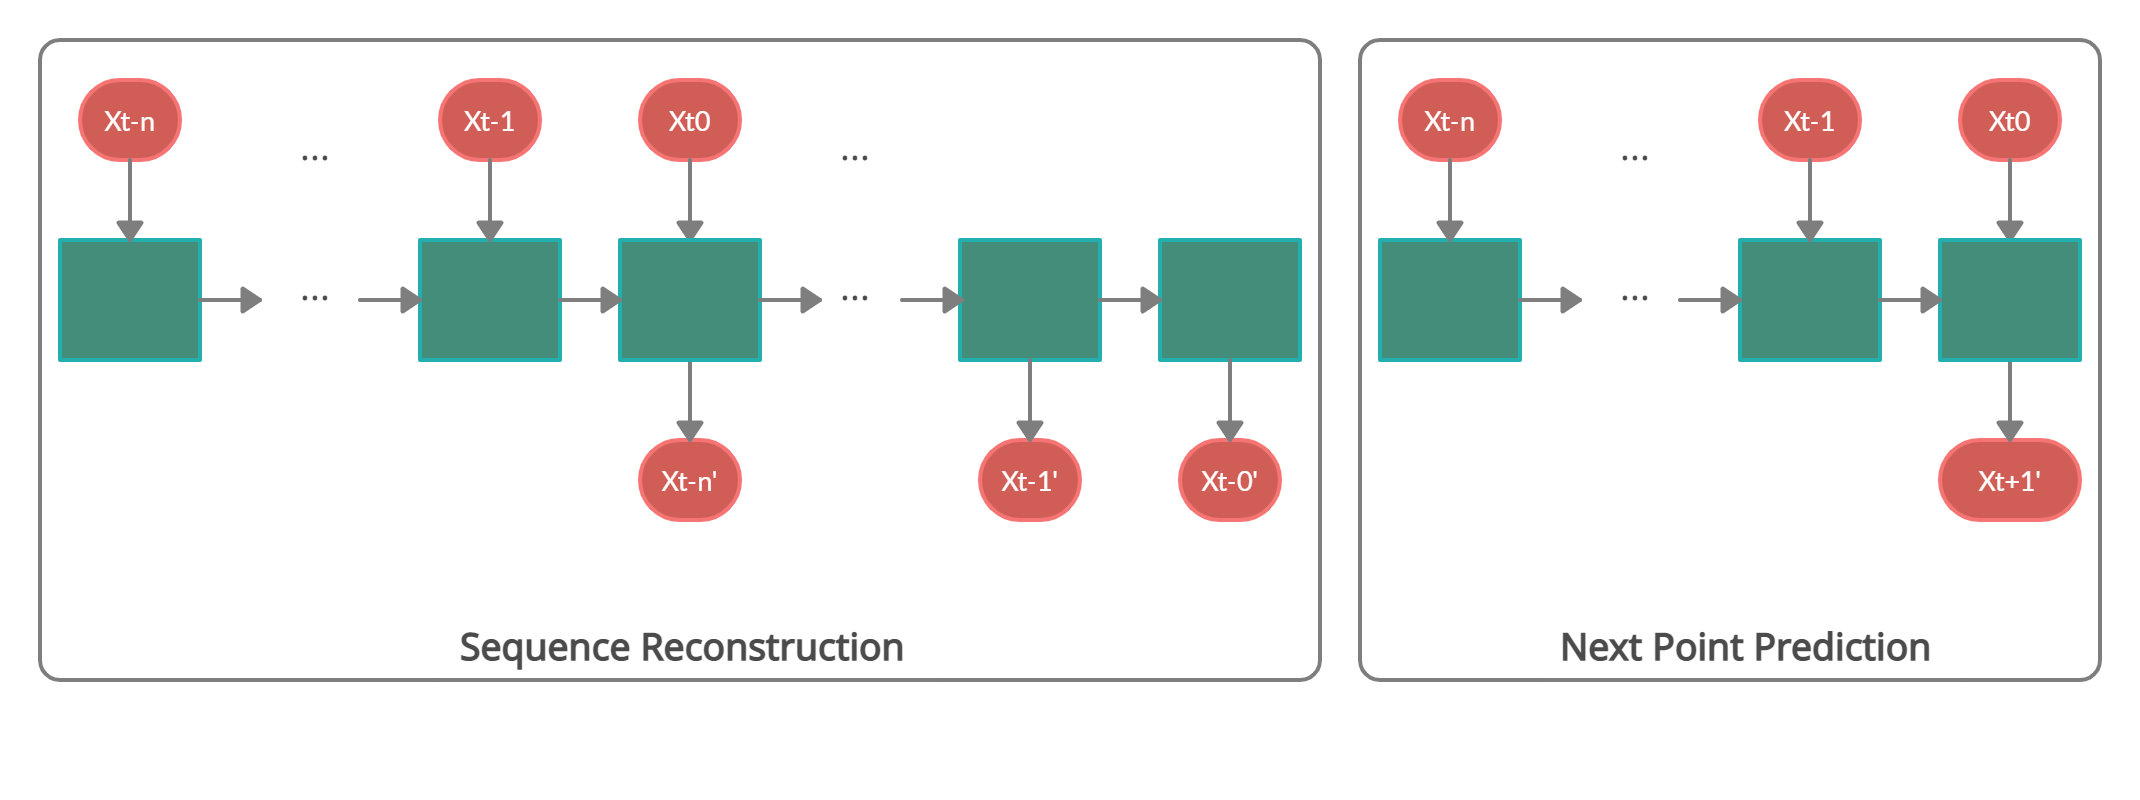 Xt-n
...
Xt-1
Xt0
...
...
...
Xt-n'
Xt-1'
Xt-0'
Sequence Reconstruction
Xt-n
...
Xt-1
Xt0
...
Xt+1'
Next Point Prediction